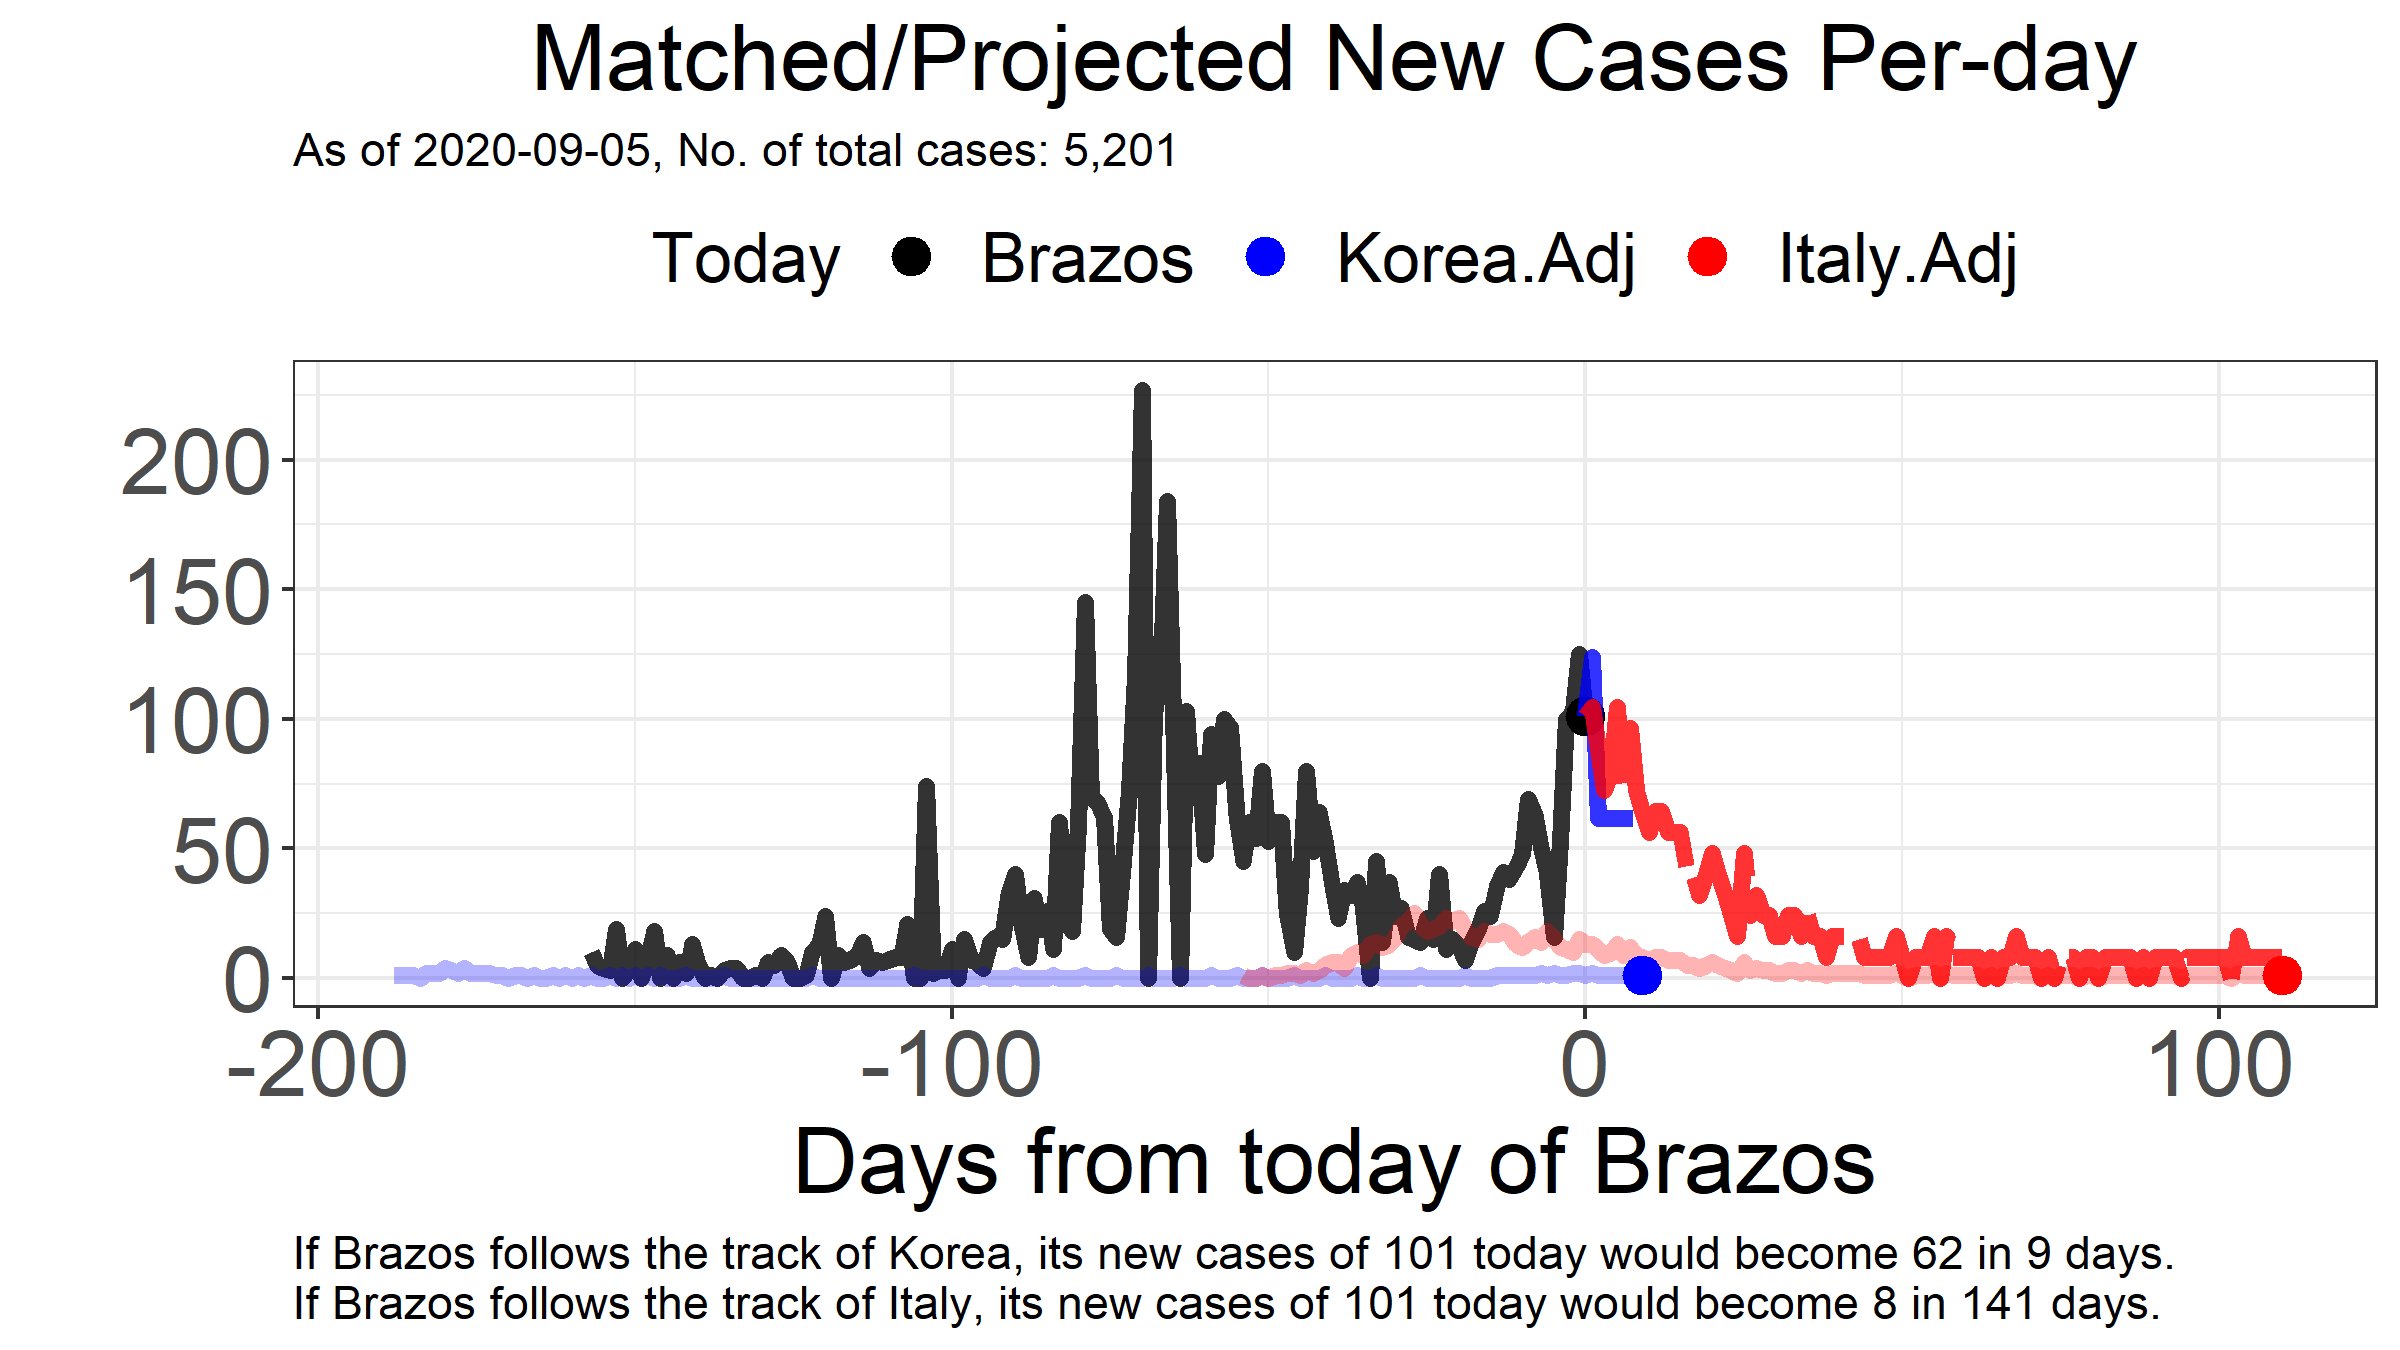 Matched/Projected New Cases Per-day
As of 2020-09-05, No. of total cases: 5,201
Today Brazos Korea.Adj Italy.Adj
200
150
100
50
0
-200 -100 0 100
Days from today of Brazos
If Brazos follows the track of Korea, its new cases of 101 today would become 62 in 9 days.
If Brazos follows the track of Italy, its new cases of 101 today would become 8 in 141 days.